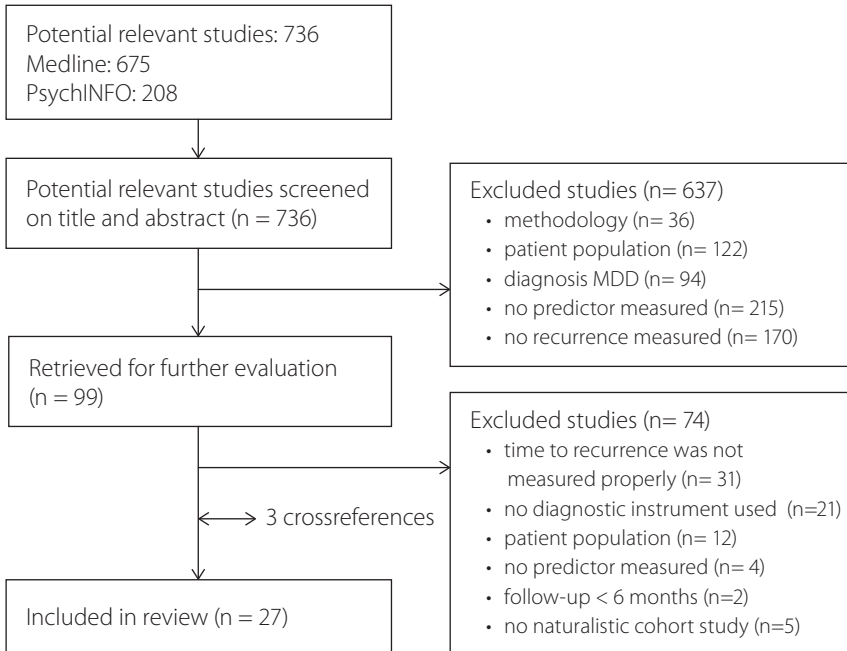 Potential relevant studies: 736
Medline: 675
PsychINFO: 208
Potential relevant studies screened
on title and abstract (n = 736)
Excluded studies (n= 637)
• methodology (n= 36)
• patient population (n= 122)
• diagnosis MDD (n= 94)
• no predictor measured (n= 215)
• no recurrence measured (n= 170)
Retrieved for further evaluation
(n = 99)
Excluded studies (n= 74)
• time to recurrence was not
measured properly (n= 31)
• no diagnostic instrument used (n=21)
• patient population (n= 12)
• no predictor measured (n= 4)
• follow-up < 6 months (n=2)
• no naturalistic cohort study (n=5)
3 crossreferences
Included in review (n = 27)